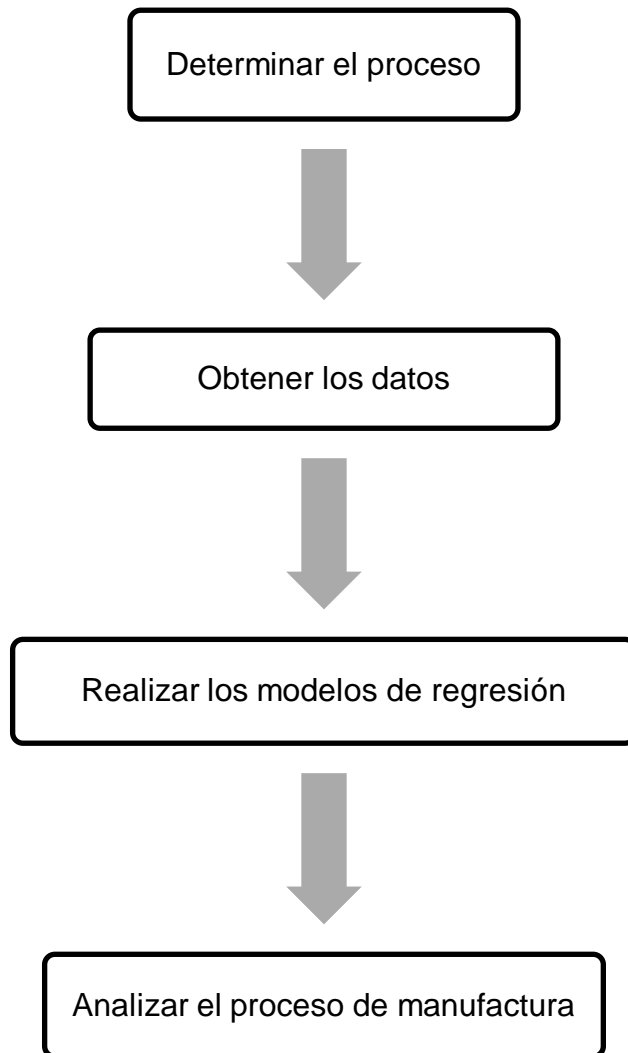 Determinar el proceso
Obtener los datos
Realizar los modelos de regresión
Analizar el proceso de manufactura